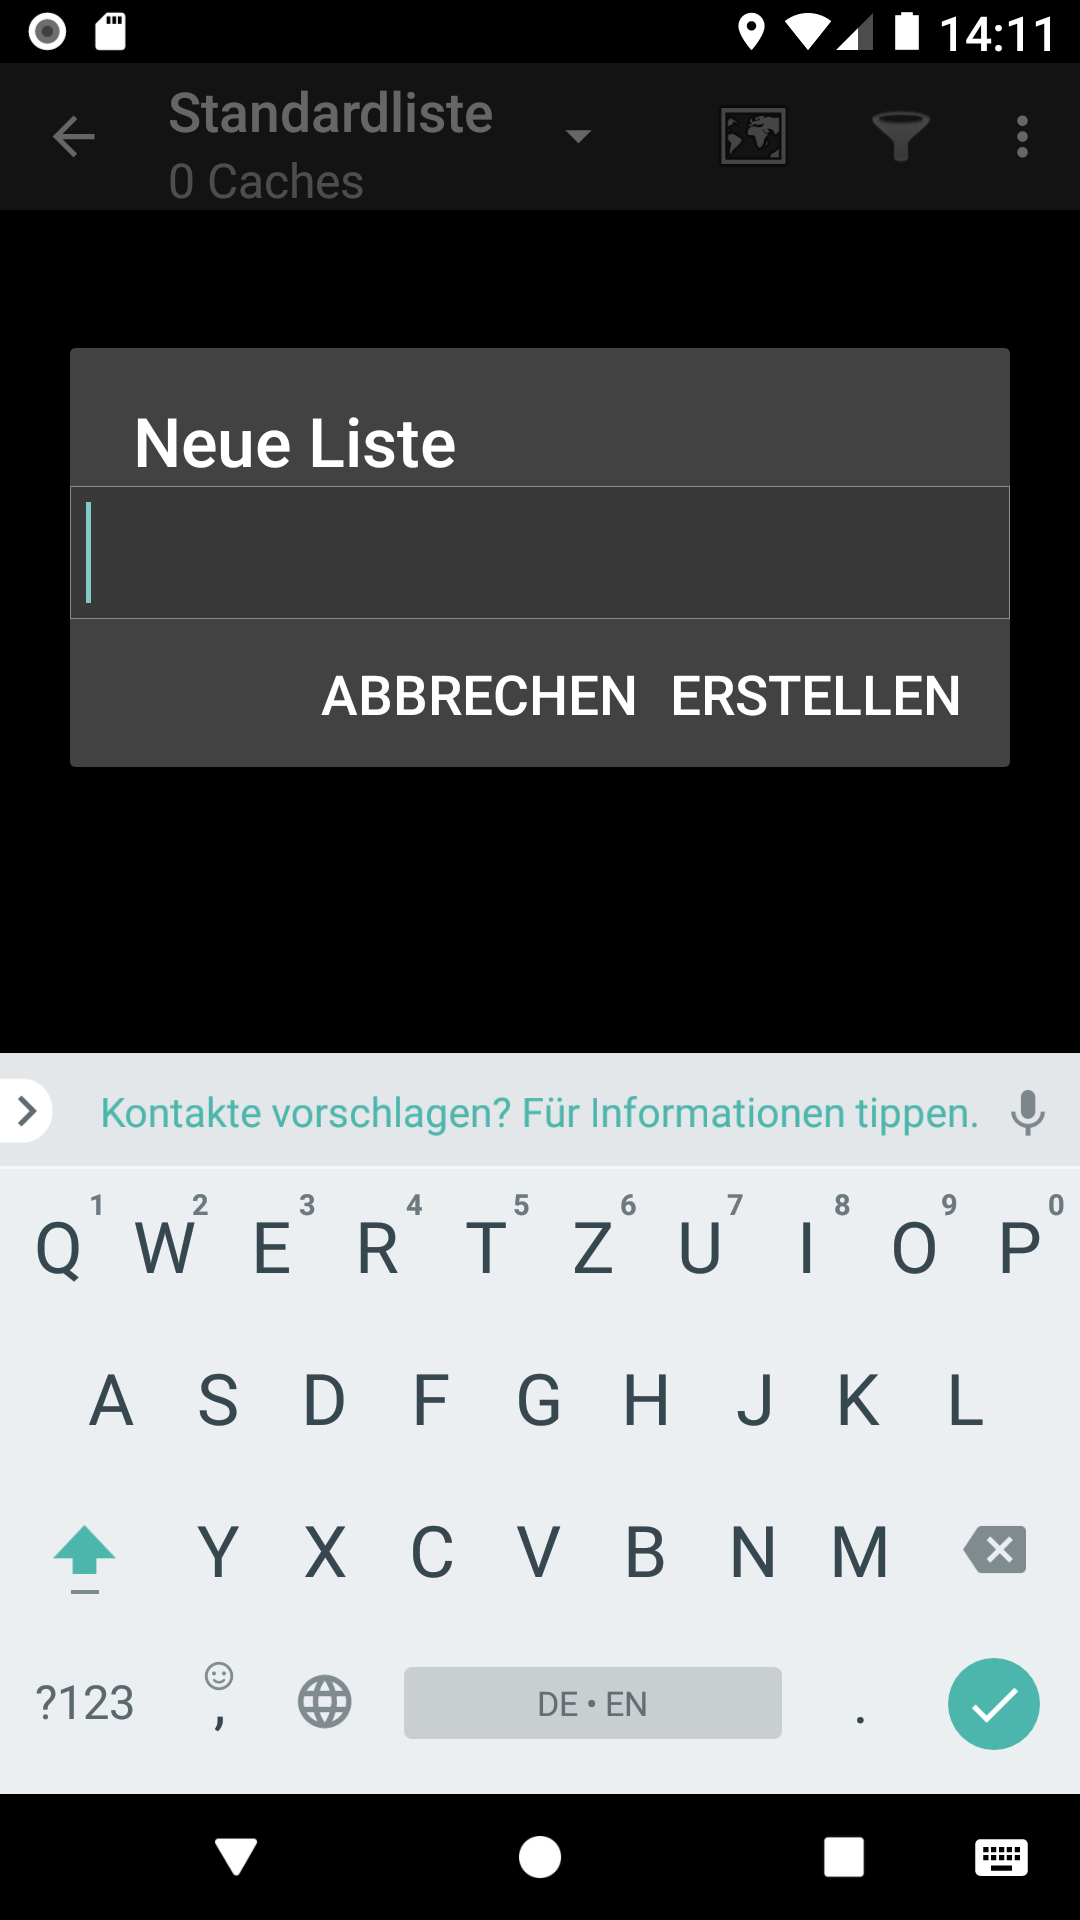 14:11
Standardliste
0 Caches
Neue Liste
ABBRECHEN ERSTELLEN
Kontakte vorschlagen? Für Informationen tippen.
1 2 3 4 5 6 7 8 9 0
Q W E R T Z U I O P
A S D F G H J K L
Y X C V B N M
?123 , DE • EN .